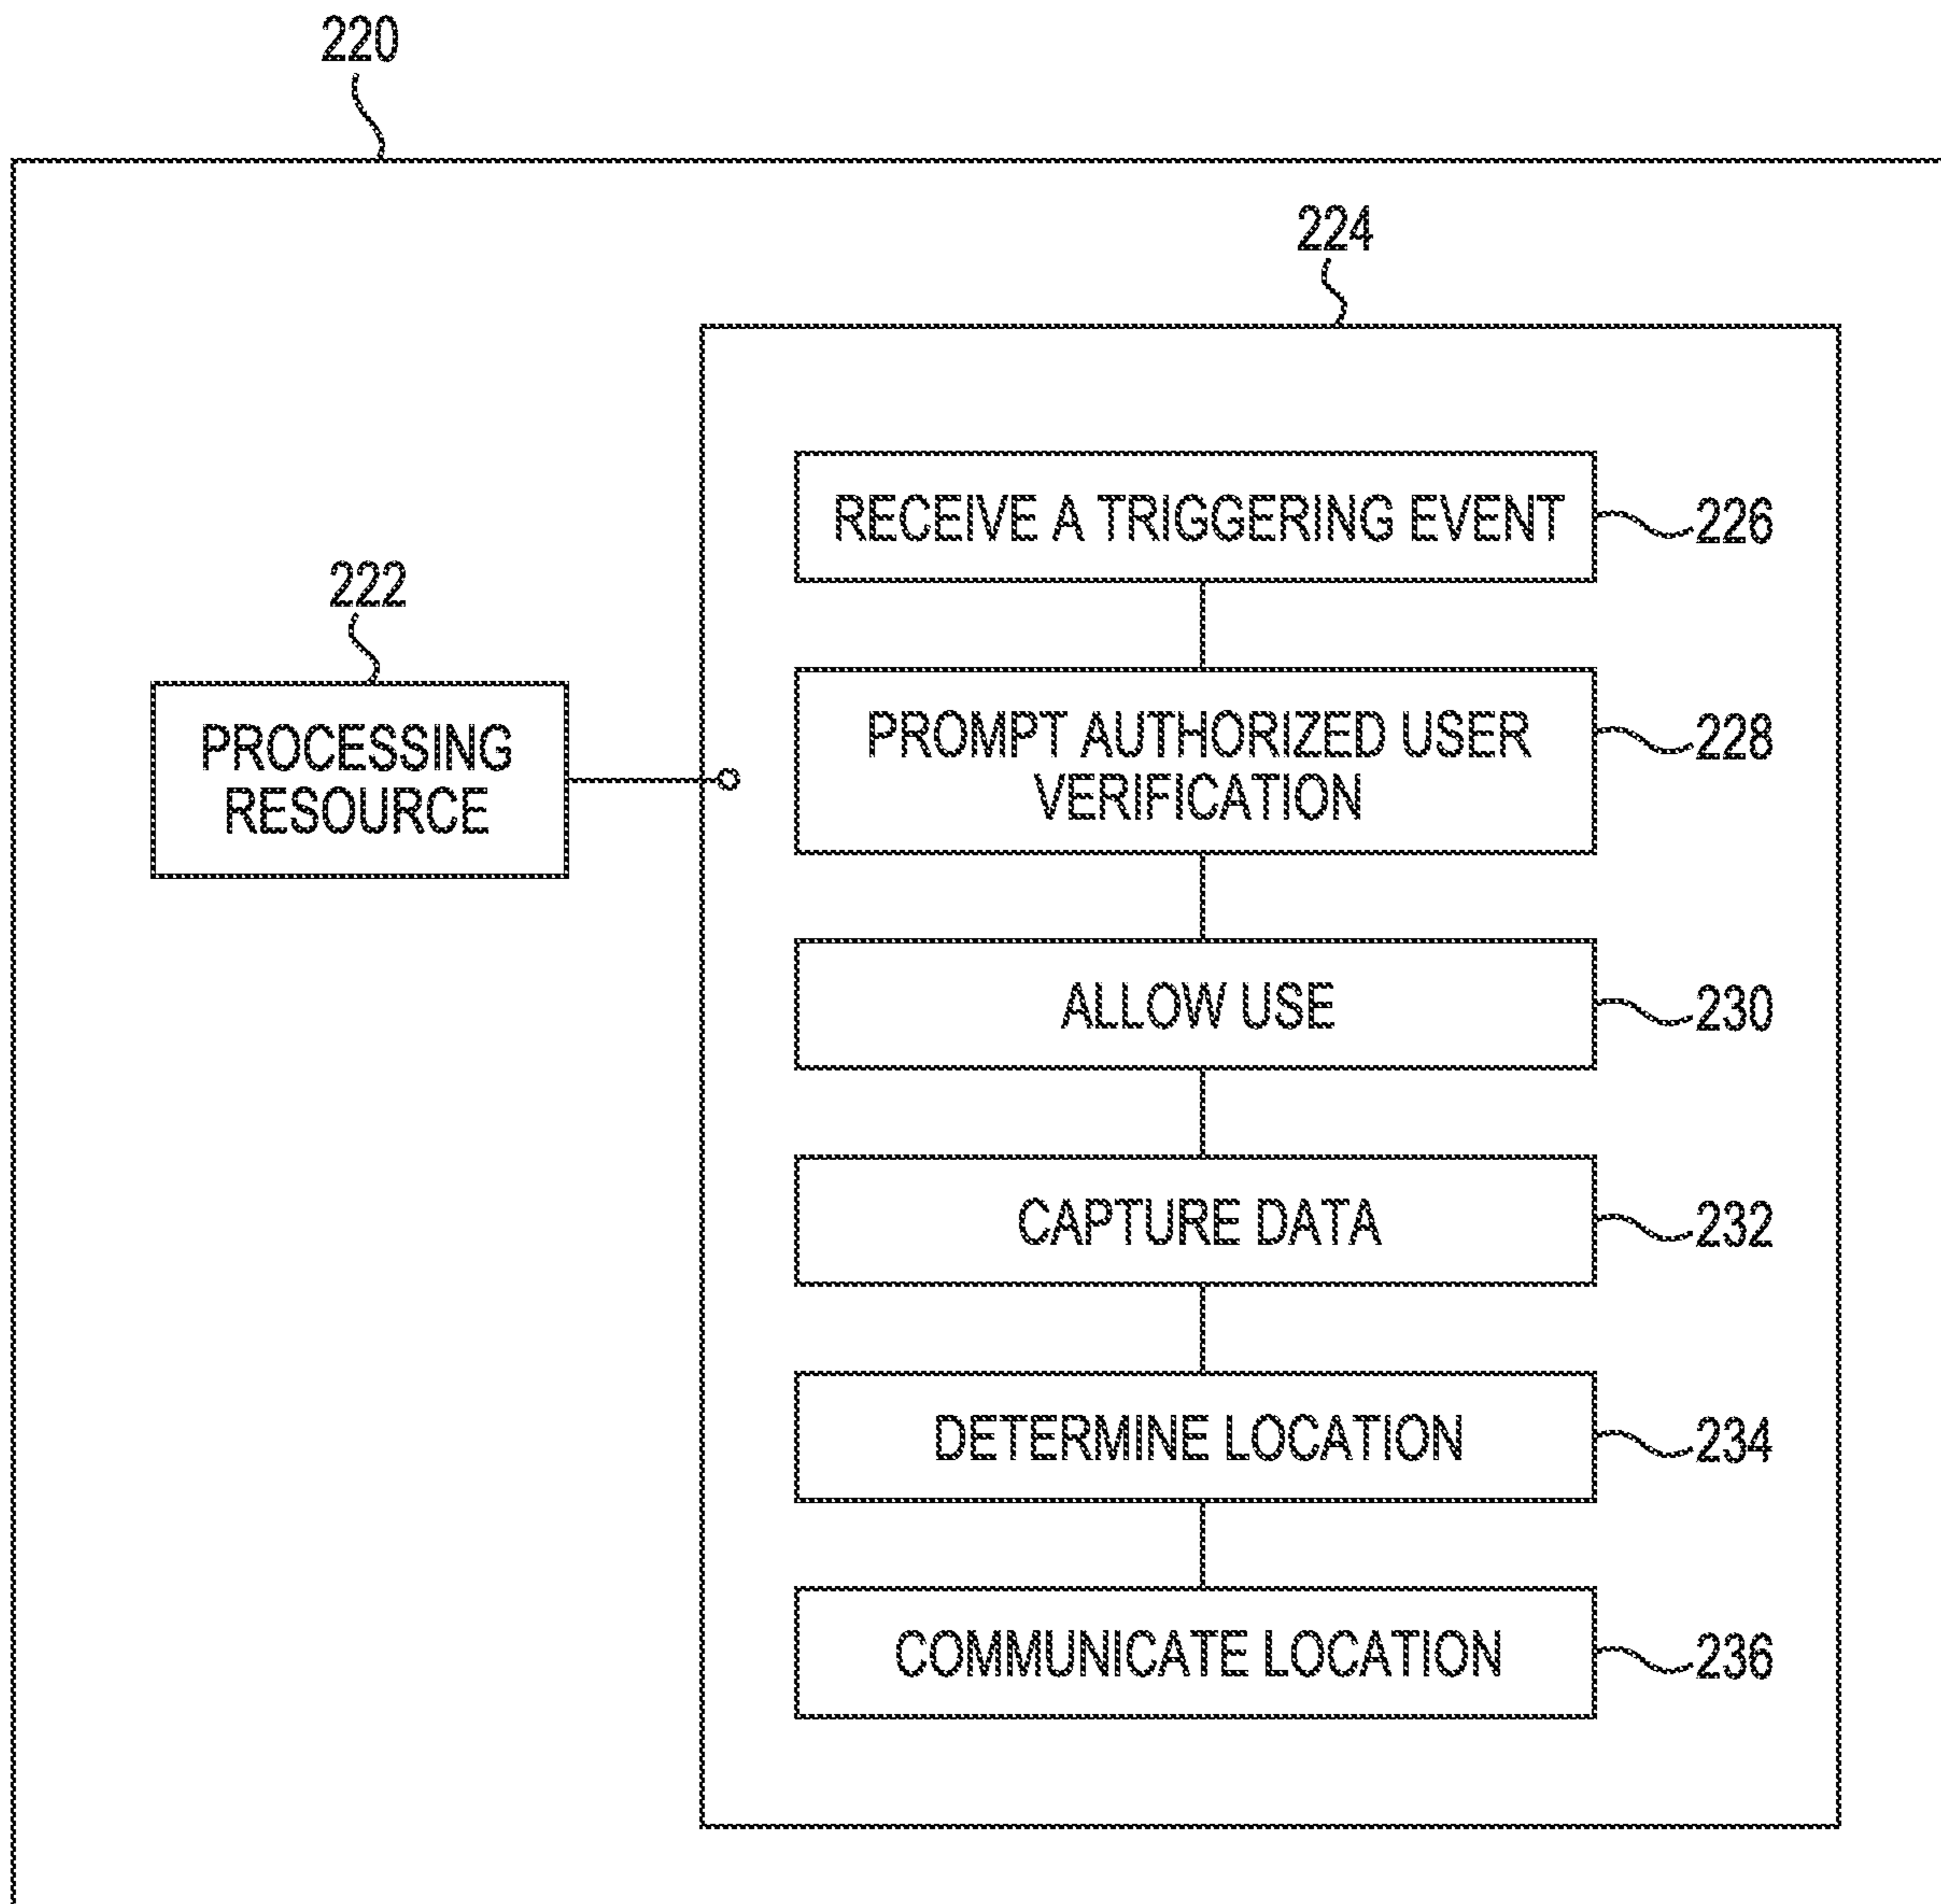 220
224
222
PROCESSING
RESOURCE
RECEIVE A TRIGGERING EVENT
226
PROMPT AUTHORIZED USER
VERIFICATION
228
ALLOW USE
230
CAPTURE DATA
232
DETERMINE LOCATION
234
COMMUNICATE LOCATION
236